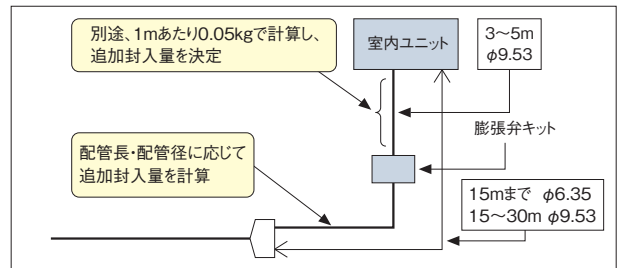 別途、1mあたり0.05kgで計算し、
追加封入量を決定
室内ユニット
3～5m
φ9.53
膨張弁キット
配管長・配管径に応じて
追加封入量を計算
15mまで φ6.35
15～30m φ9.53